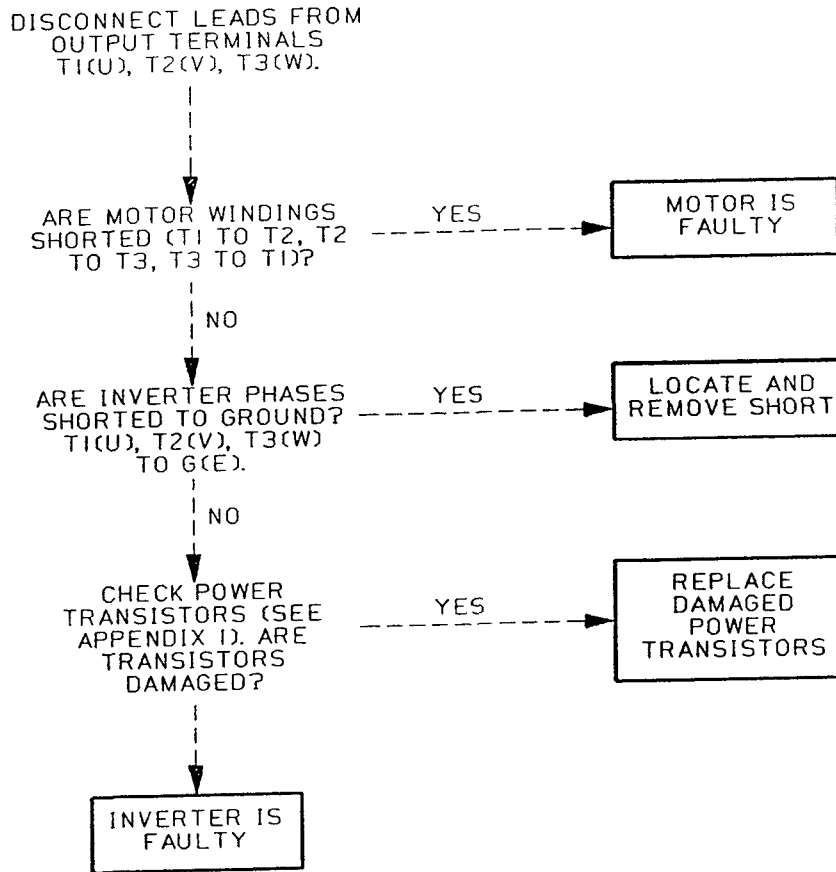 DISCONNECT LEADS FROM
OUTPUT TERMINALS
T1(U), T2(V), T3(W).
ARE MOTOR WINDINGS
SHORTED (T1 TO T2, T2
TO T3, T3 TO T1)?
YES
MOTOR IS
FAULTY
NO
ARE INVERTER PHASES
SHORTED TO GROUND?
T1(U), T2(V), T3(W)
TO G(E).
YES
LOCATE AND
REMOVE SHORT
NO
CHECK POWER
TRANSISTORS (SEE
APPENDIX 1). ARE
TRANSISTORS
DAMAGED?
YES
REPLACE
DAMAGED
POWER
TRANSISTORS
INVERTER IS
FAULTY